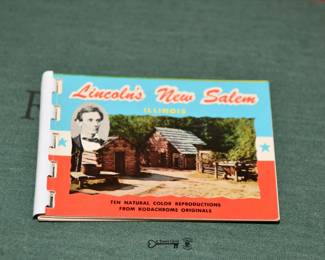 Lincoln's New Salem
ILLINOIS
TEN NATURAL COLOR REPRODUCTIONS
FROM KODACHROME ORIGINALS